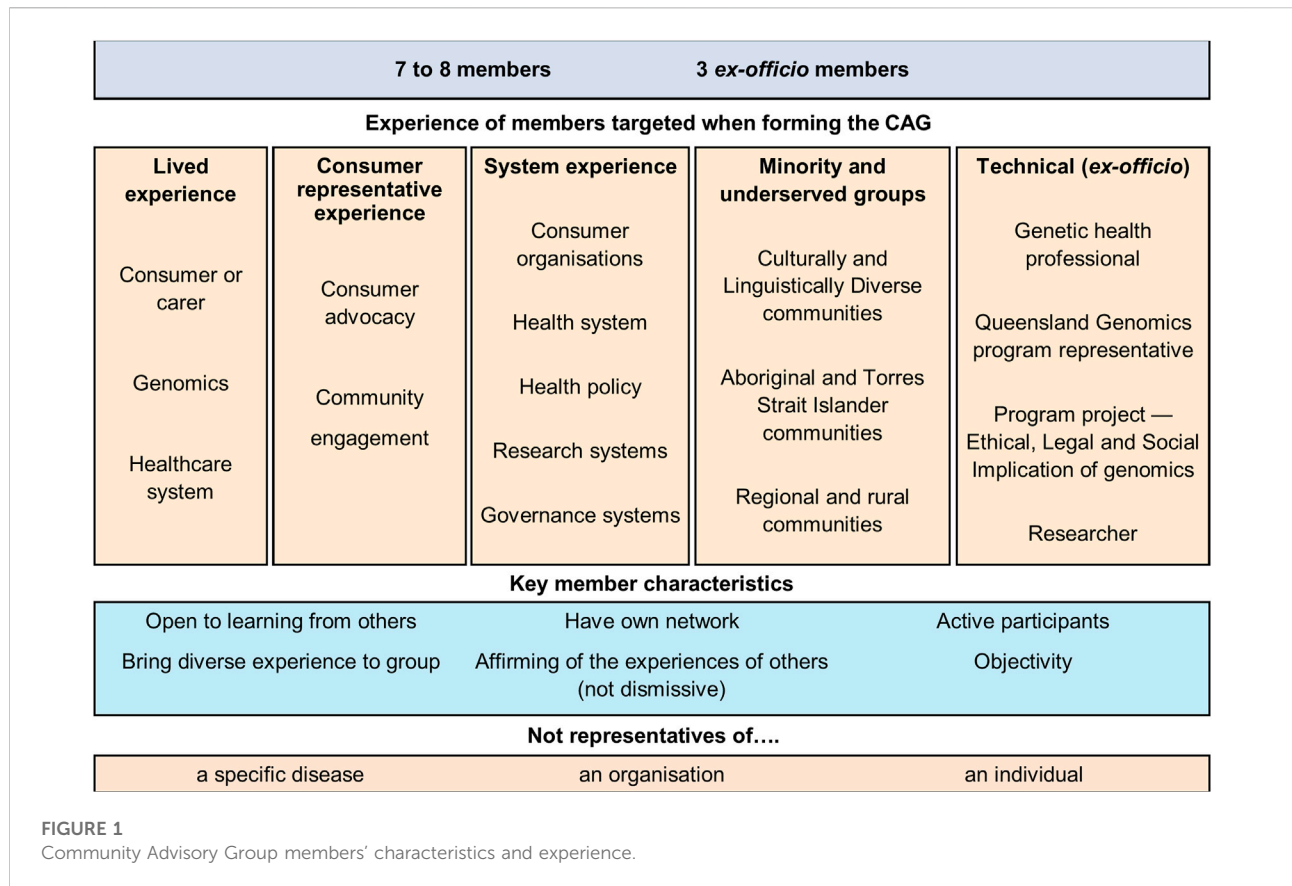 7 to 8 members 3 ex-officio members
Experience of members targeted when forming the CAG
Lived
experience
Consumer or
carer
Genomics
Healthcare
system
Consumer
representative
experience
Consumer
advocacy
Community
engagement
System experience
Consumer
organisations
Health system
Health policy
Research systems
Governance systems
Minority and
underserved groups
Culturally and
Linguistically Diverse
communities
Aboriginal and Torres
Strait Islander
communities
Regional and rural
communities
Technical (ex-officio)
Genetic health
professional
Queensland Genomics
program representative
Program project —
Ethical, Legal and Social
Implication of genomics
Researcher
Key member characteristics
Open to learning from others Have own network Active participants
Bring diverse experience to group Affirming of the experiences of others Objectivity
(not dismissive)
Not representatives of….
a specific disease an organisation an individual
FIGURE 1
Community Advisory Group members’ characteristics and experience.